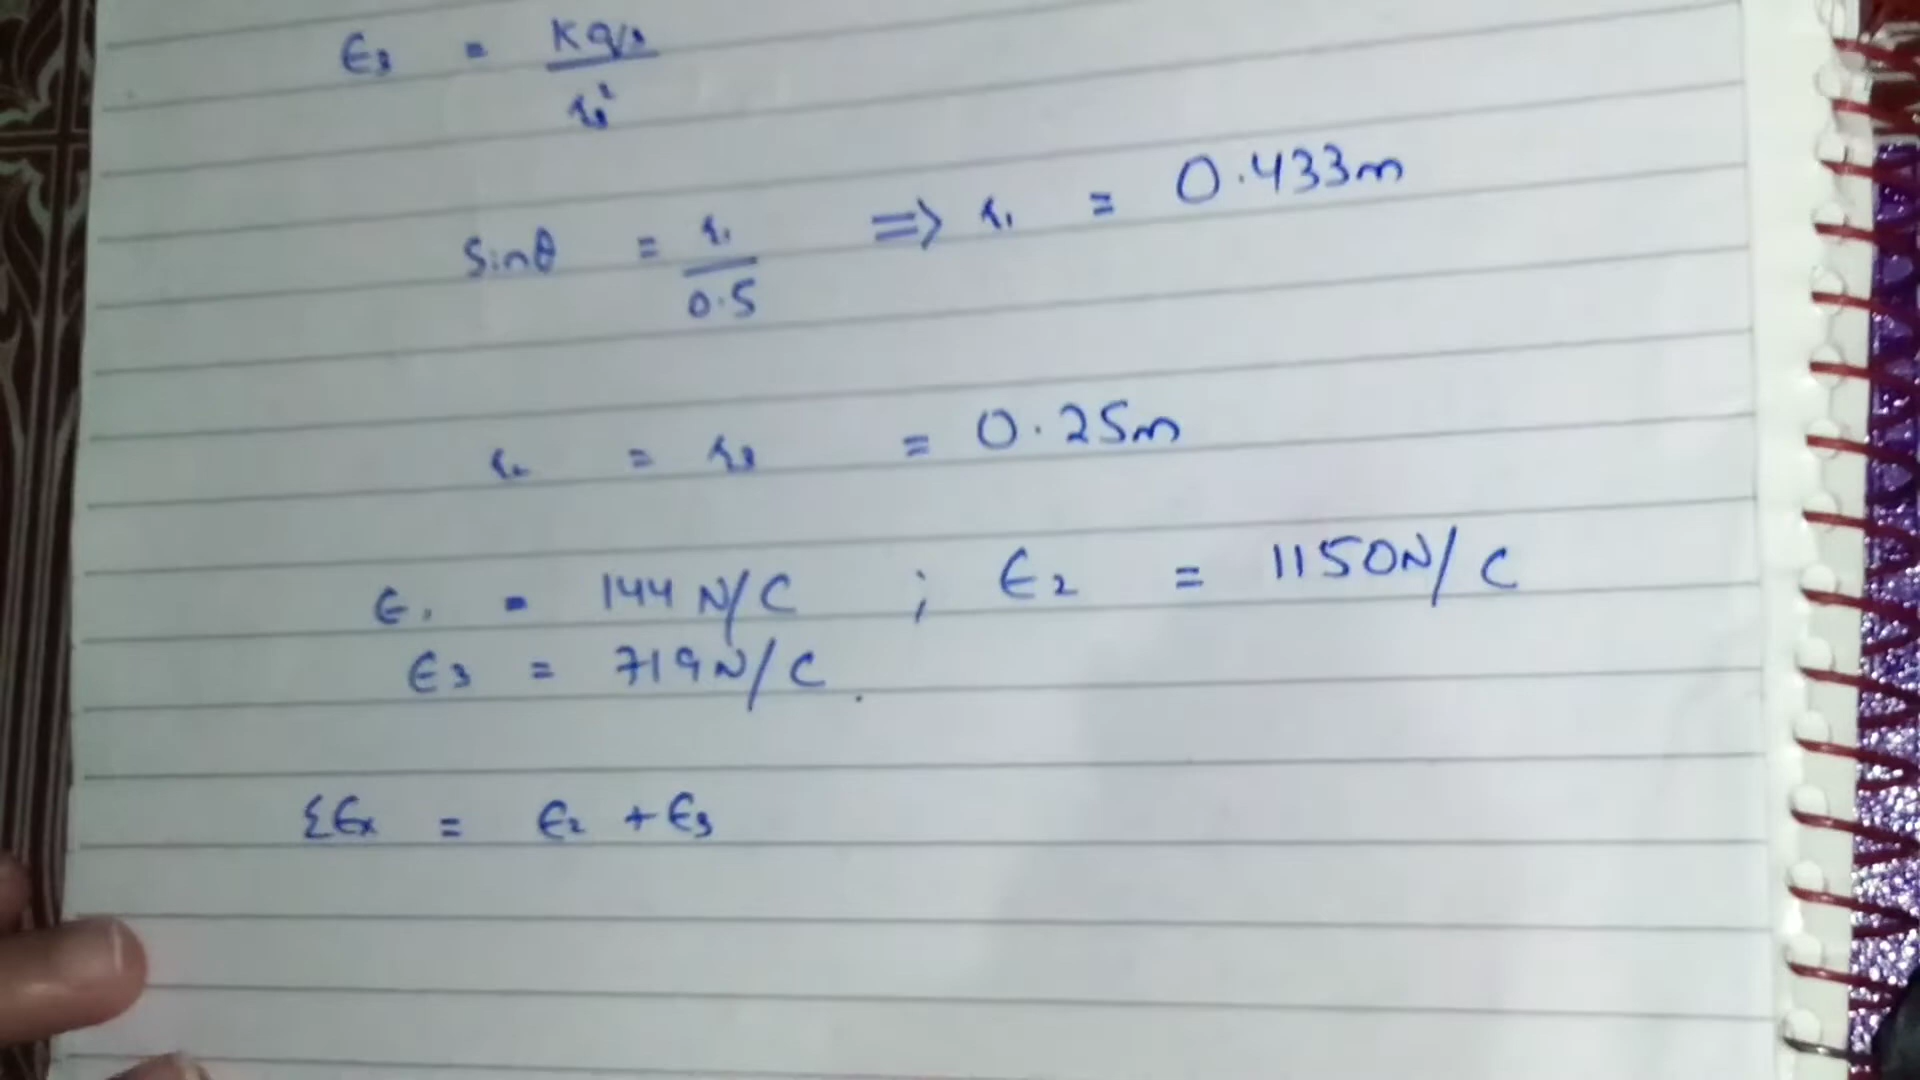 E3 = Kq3
r3²
Sinθ = r1 / 0.5 => r1 = 0.433m
r2 = r3 = 0.25m
E1 = 144 N/C ; E2 = 1150N/C
E3 = 719N/C.
ΣEx = E2 + E3